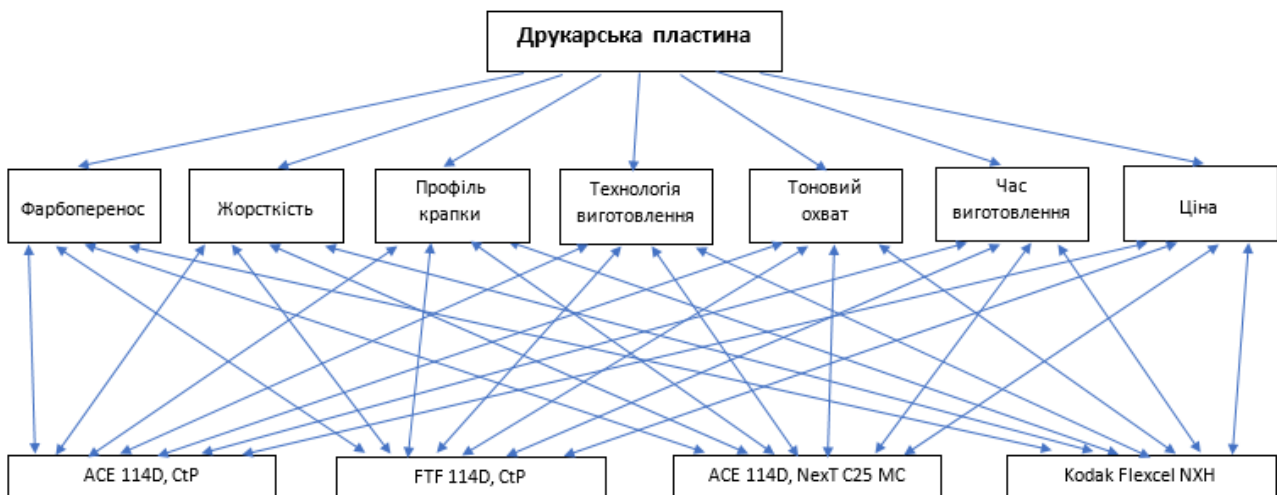 Друкарська пластина
Фарбоперенос
Жорсткість
Профіль
крапки
Технологія
виготовлення
Тоновий
охват
Час
виготовлення
Ціна
ACE 114D, CtP
FTF 114D, CtP
ACE 114D, NexT C25 MC
Kodak Flexcel NXH